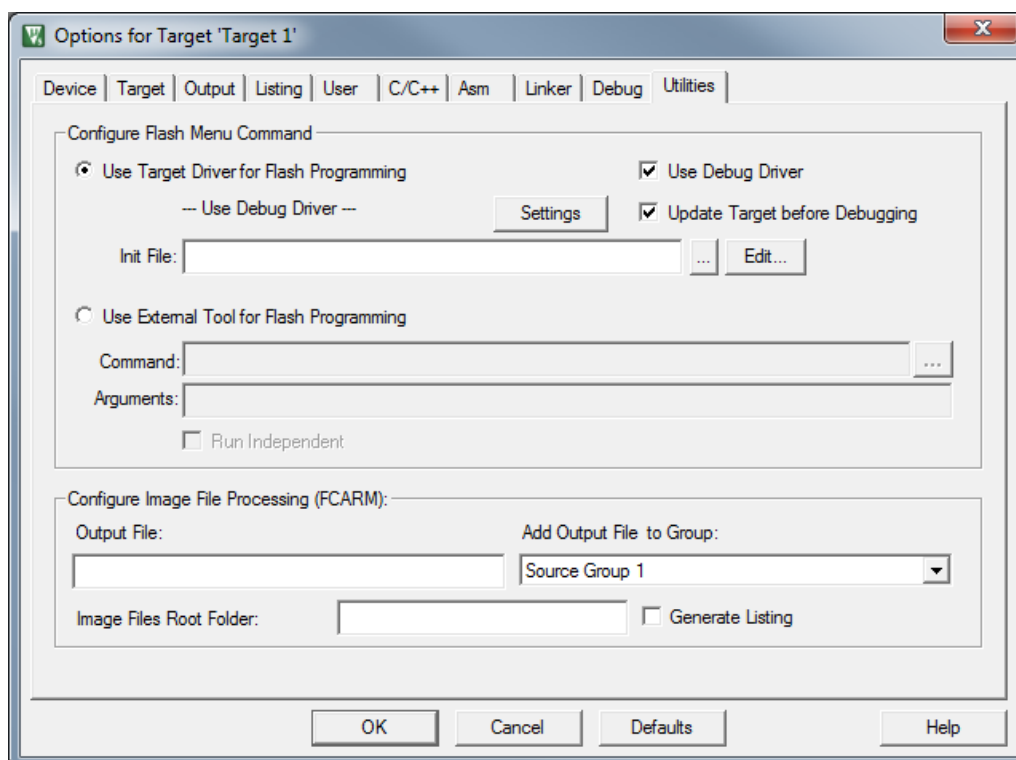 Options for Target 'Target 1'
Device Target Output Listing User C/C++ Asm Linker Debug Utilities
Configure Flash Menu Command
Use Target Driver for Flash Programming Use Debug Driver
--- Use Debug Driver --- Settings Update Target before Debugging
Init File: ... Edit...
Use External Tool for Flash Programming
Command: ...
Arguments:
Run Independent
Configure Image File Processing (FCARM):
Output File: Add Output File to Group:
Source Group 1
Image Files Root Folder: Generate Listing
OK Cancel Defaults Help